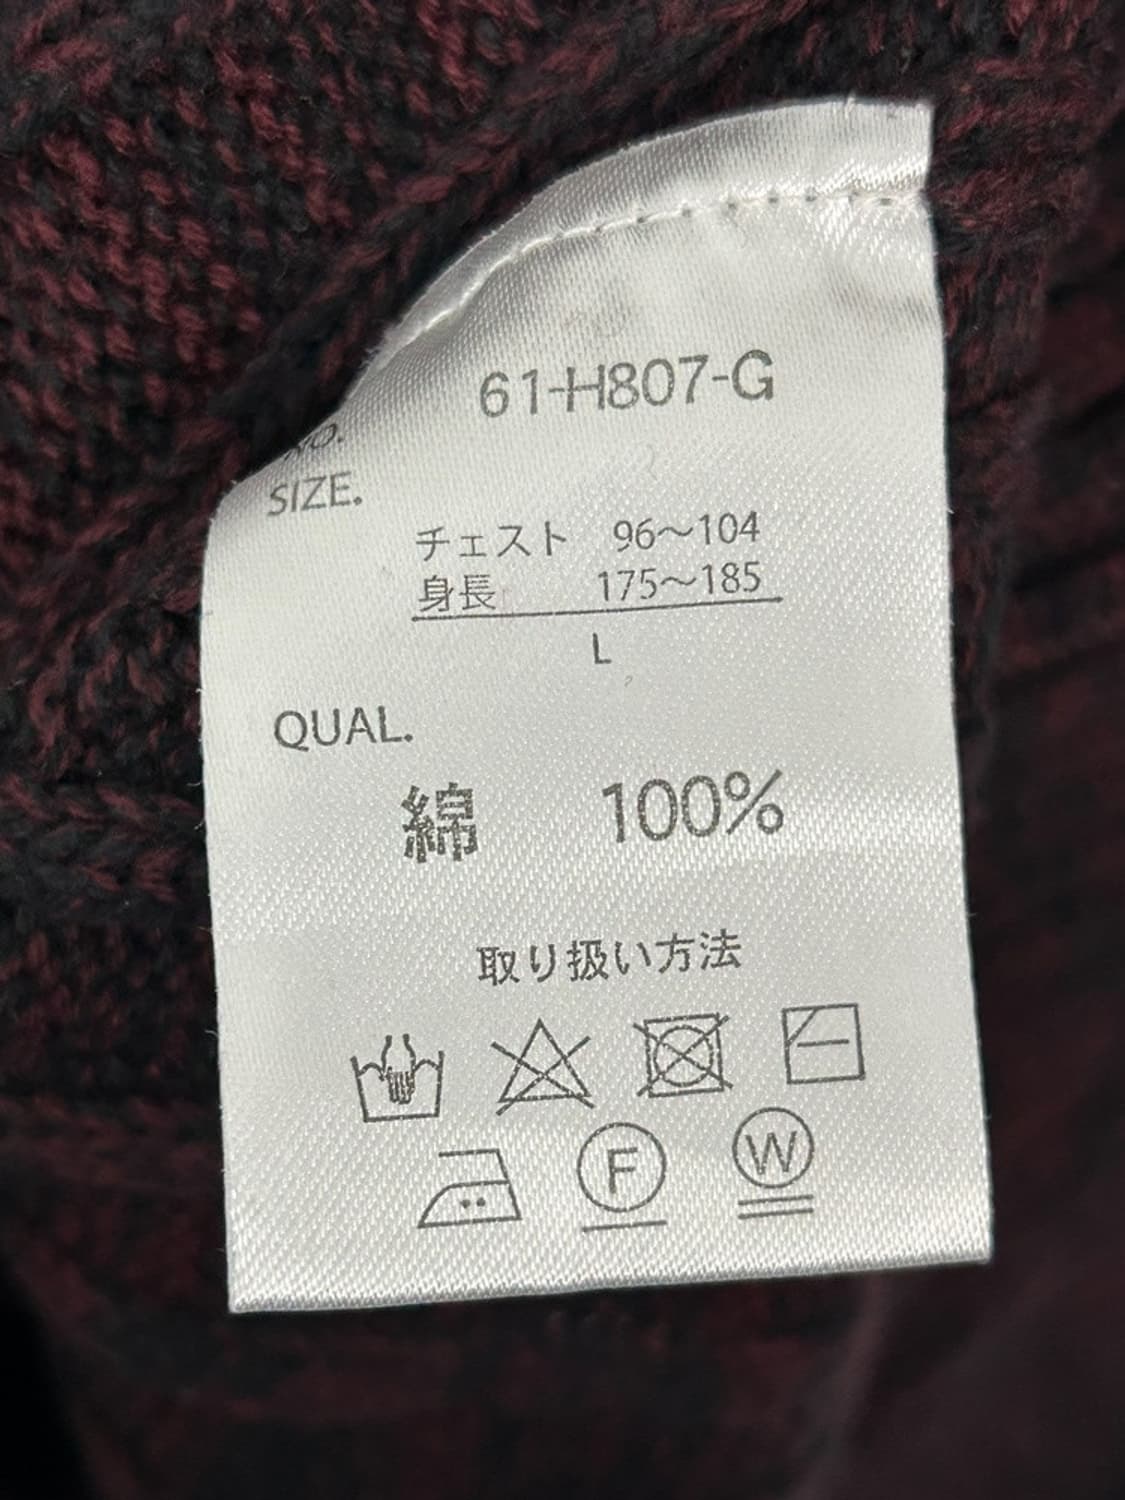 61-H807-G
NO.
SIZE.
チェスト 96～104
身長 175～185
L
QUAL.
綿 100%
取り扱い方法
F W